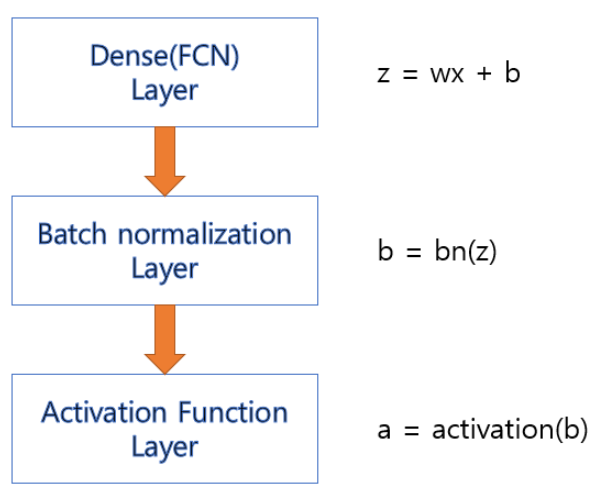 Dense(FCN)
Layer
z = wx + b
Batch normalization
Layer
b = bn(z)
Activation Function
Layer
a = activation(b)